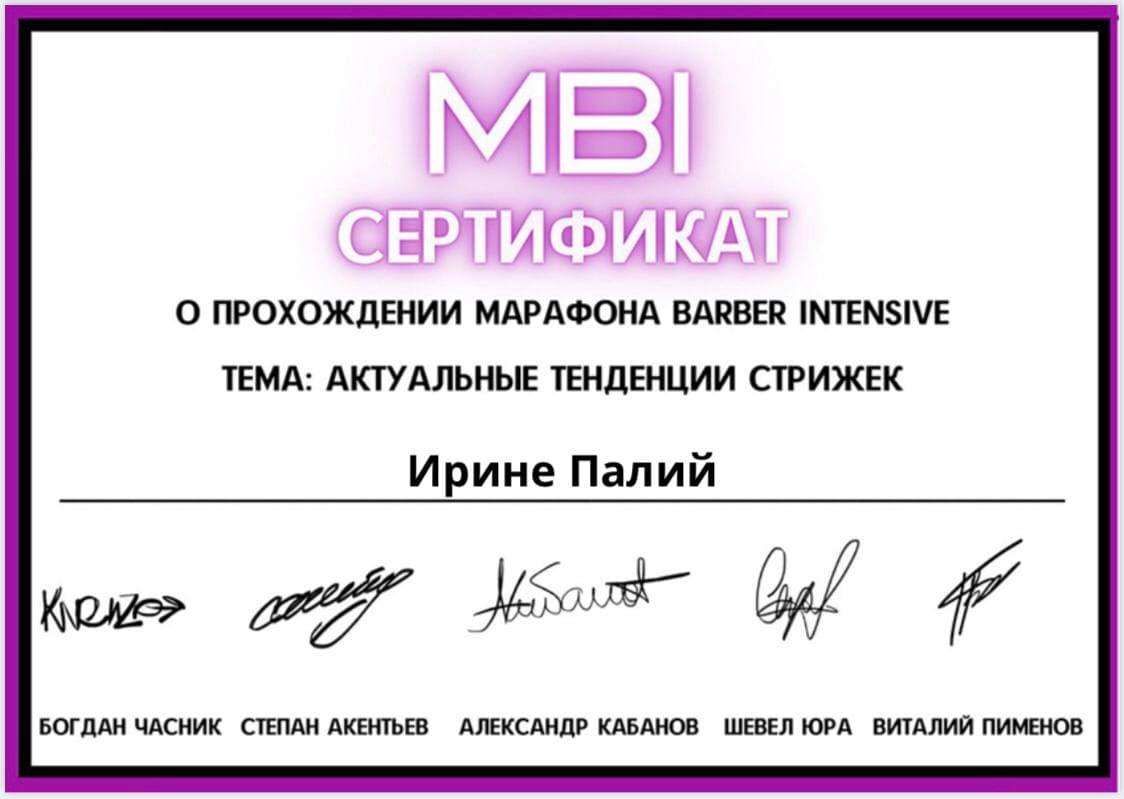 MBI
СЕРТИФИКАТ
О ПРОХОЖДЕНИИ МАРАФОНА BARBER INTENSIVE
ТЕМА: АКТУАЛЬНЫЕ ТЕНДЕНЦИИ СТРИЖЕК
Ирине Палий
БОГДАН ЧАСНИК СТЕПАН АКЕНТЬЕВ АЛЕКСАНДР КАБАНОВ ШЕВЕЛ ЮРА ВИТАЛИЙ ПИМЕНОВ